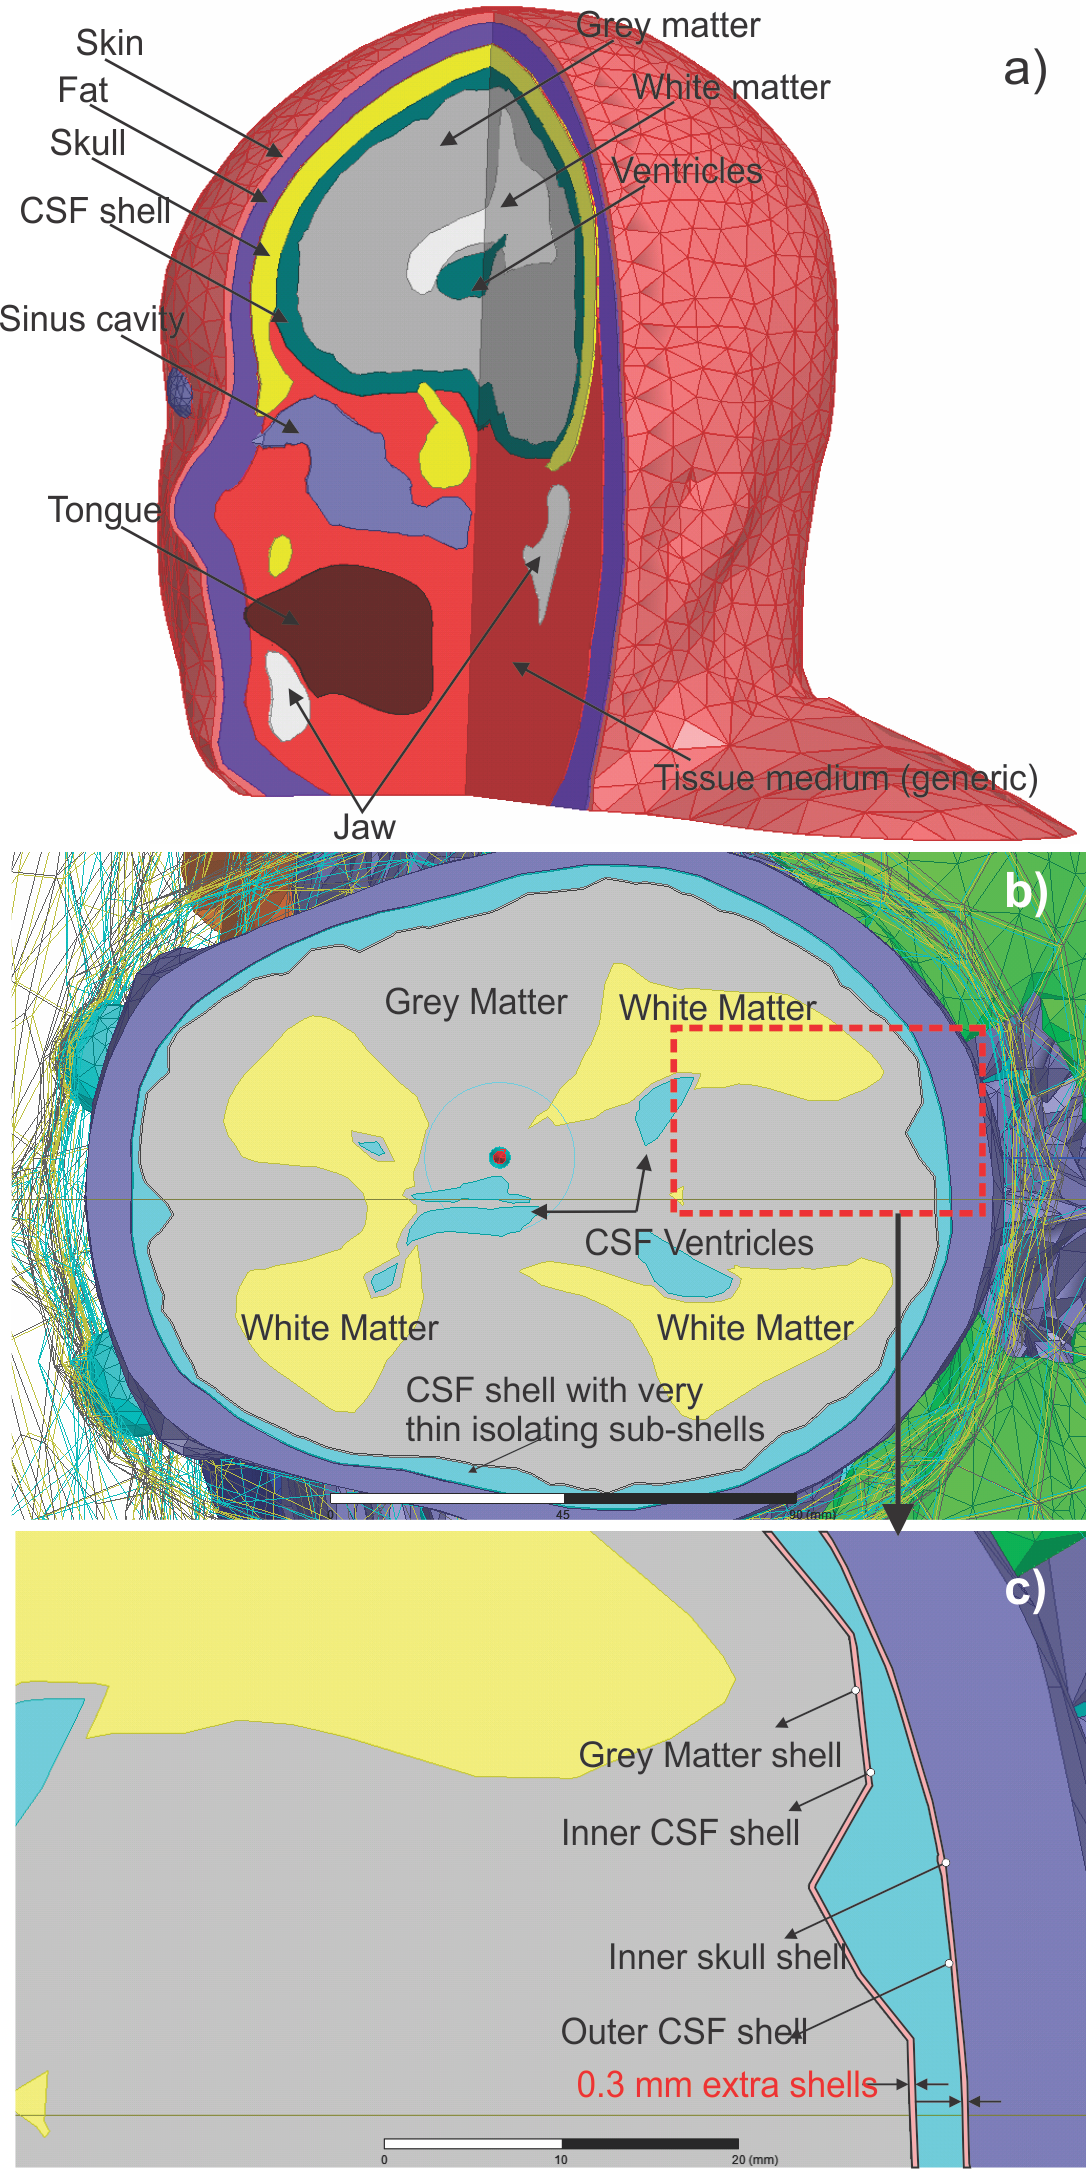 Grey matter
a)
Skin
White matter
Fat
Skull
Ventricles
CSF shell
Sinus cavity
Tongue
Tissue medium (generic)
Jaw
b)
Grey Matter
White Matter
CSF Ventricles
White Matter
White Matter
CSF shell with very
thin isolating sub-shells
0 45 90 (mm)
c)
Grey Matter shell
Inner CSF shell
Inner skull shell
Outer CSF shell
0.3 mm extra shells
0 10 20 (mm)